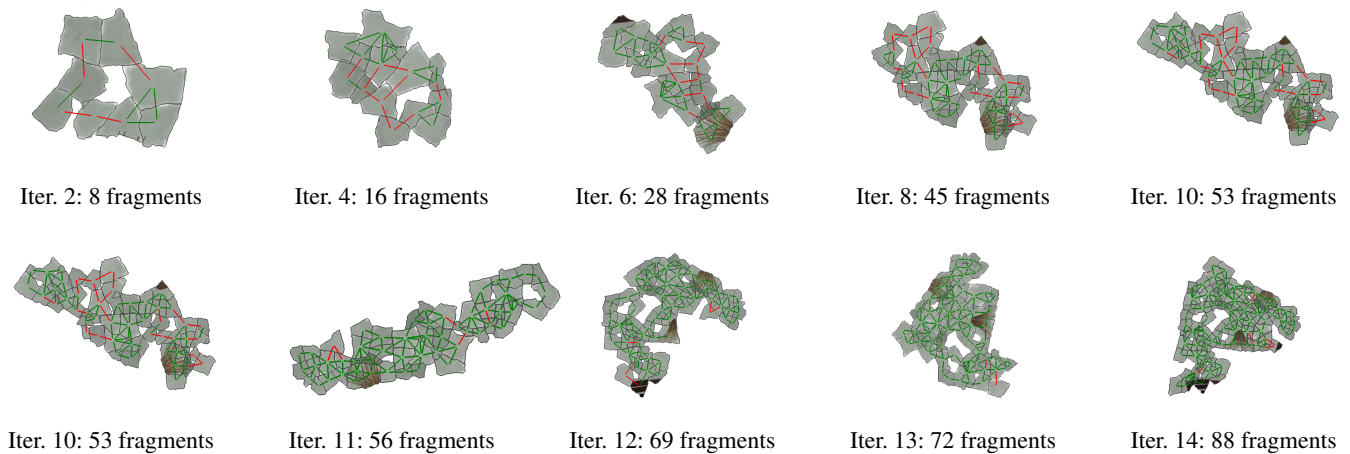 Iter. 2: 8 fragments
Iter. 4: 16 fragments
Iter. 6: 28 fragments
Iter. 8: 45 fragments
Iter. 10: 53 fragments
Iter. 10: 53 fragments
Iter. 11: 56 fragments
Iter. 12: 69 fragments
Iter. 13: 72 fragments
Iter. 14: 88 fragments